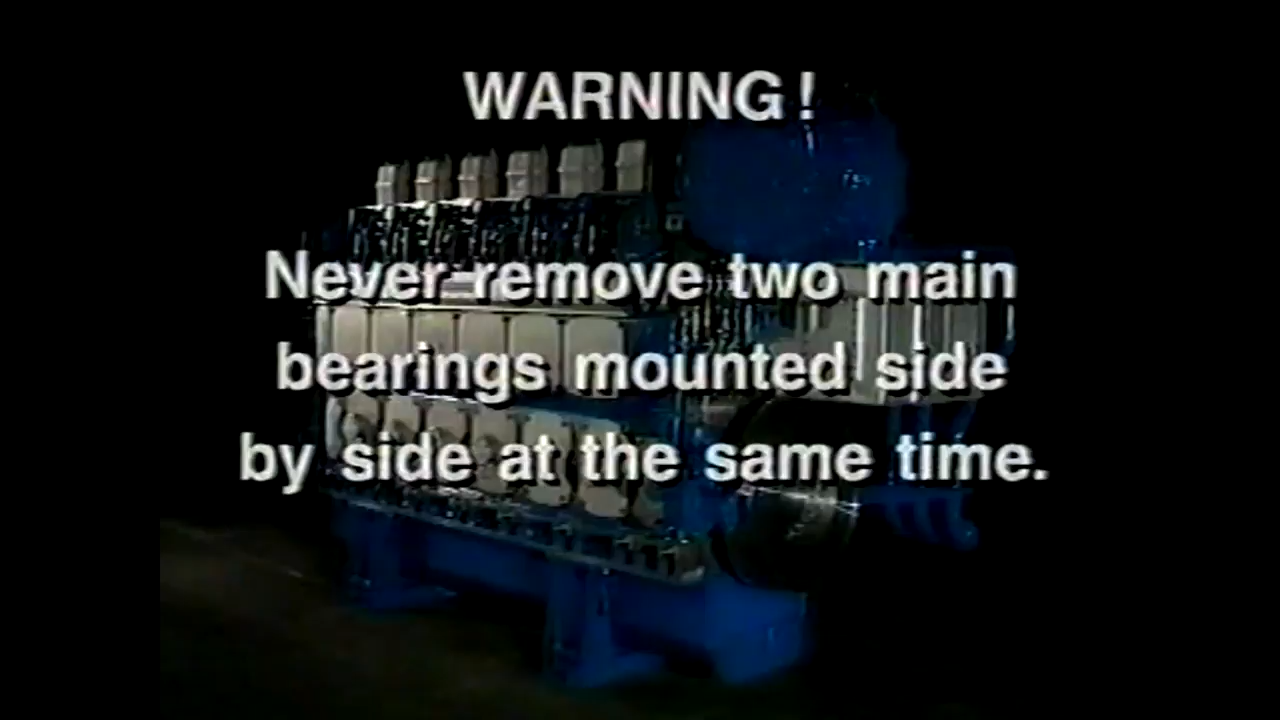 WARNING!
Never remove two main
bearings mounted side
by side at the same time.